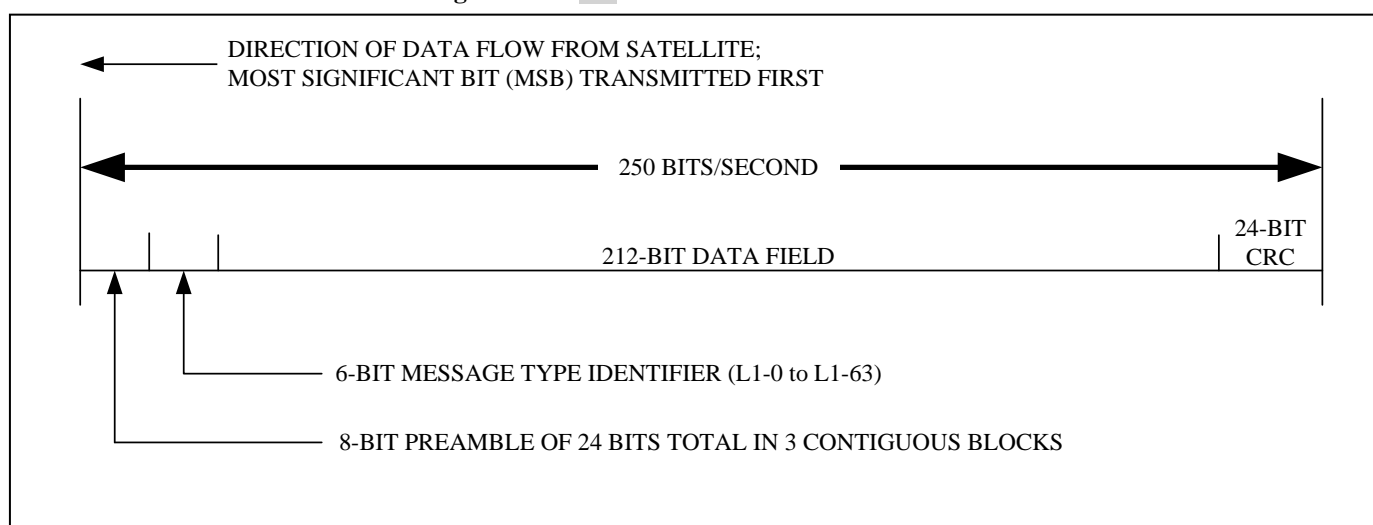 DIRECTION OF DATA FLOW FROM SATELLITE;
MOST SIGNIFICANT BIT (MSB) TRANSMITTED FIRST
250 BITS/SECOND
212-BIT DATA FIELD
24-BIT
CRC
6-BIT MESSAGE TYPE IDENTIFIER (L1-0 to L1-63)
8-BIT PREAMBLE OF 24 BITS TOTAL IN 3 CONTIGUOUS BLOCKS